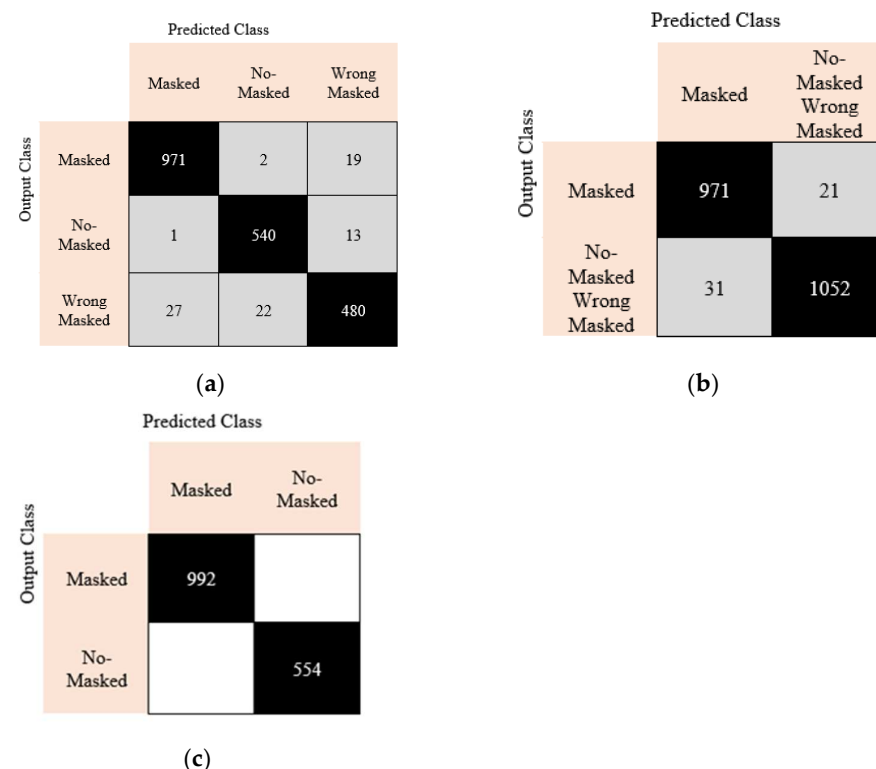 Predicted Class
Masked No- Masked Wrong Masked
Output Class
Masked 971 2 19
No- Masked 1 540 13
Wrong Masked 27 22 480
(a)
Predicted Class
Masked No- Masked Wrong Masked
Output Class
Masked 971 21
No- Masked Wrong Masked 31 1052
(b)
Predicted Class
Masked No- Masked
Output Class
Masked 992
No- Masked 554
(c)